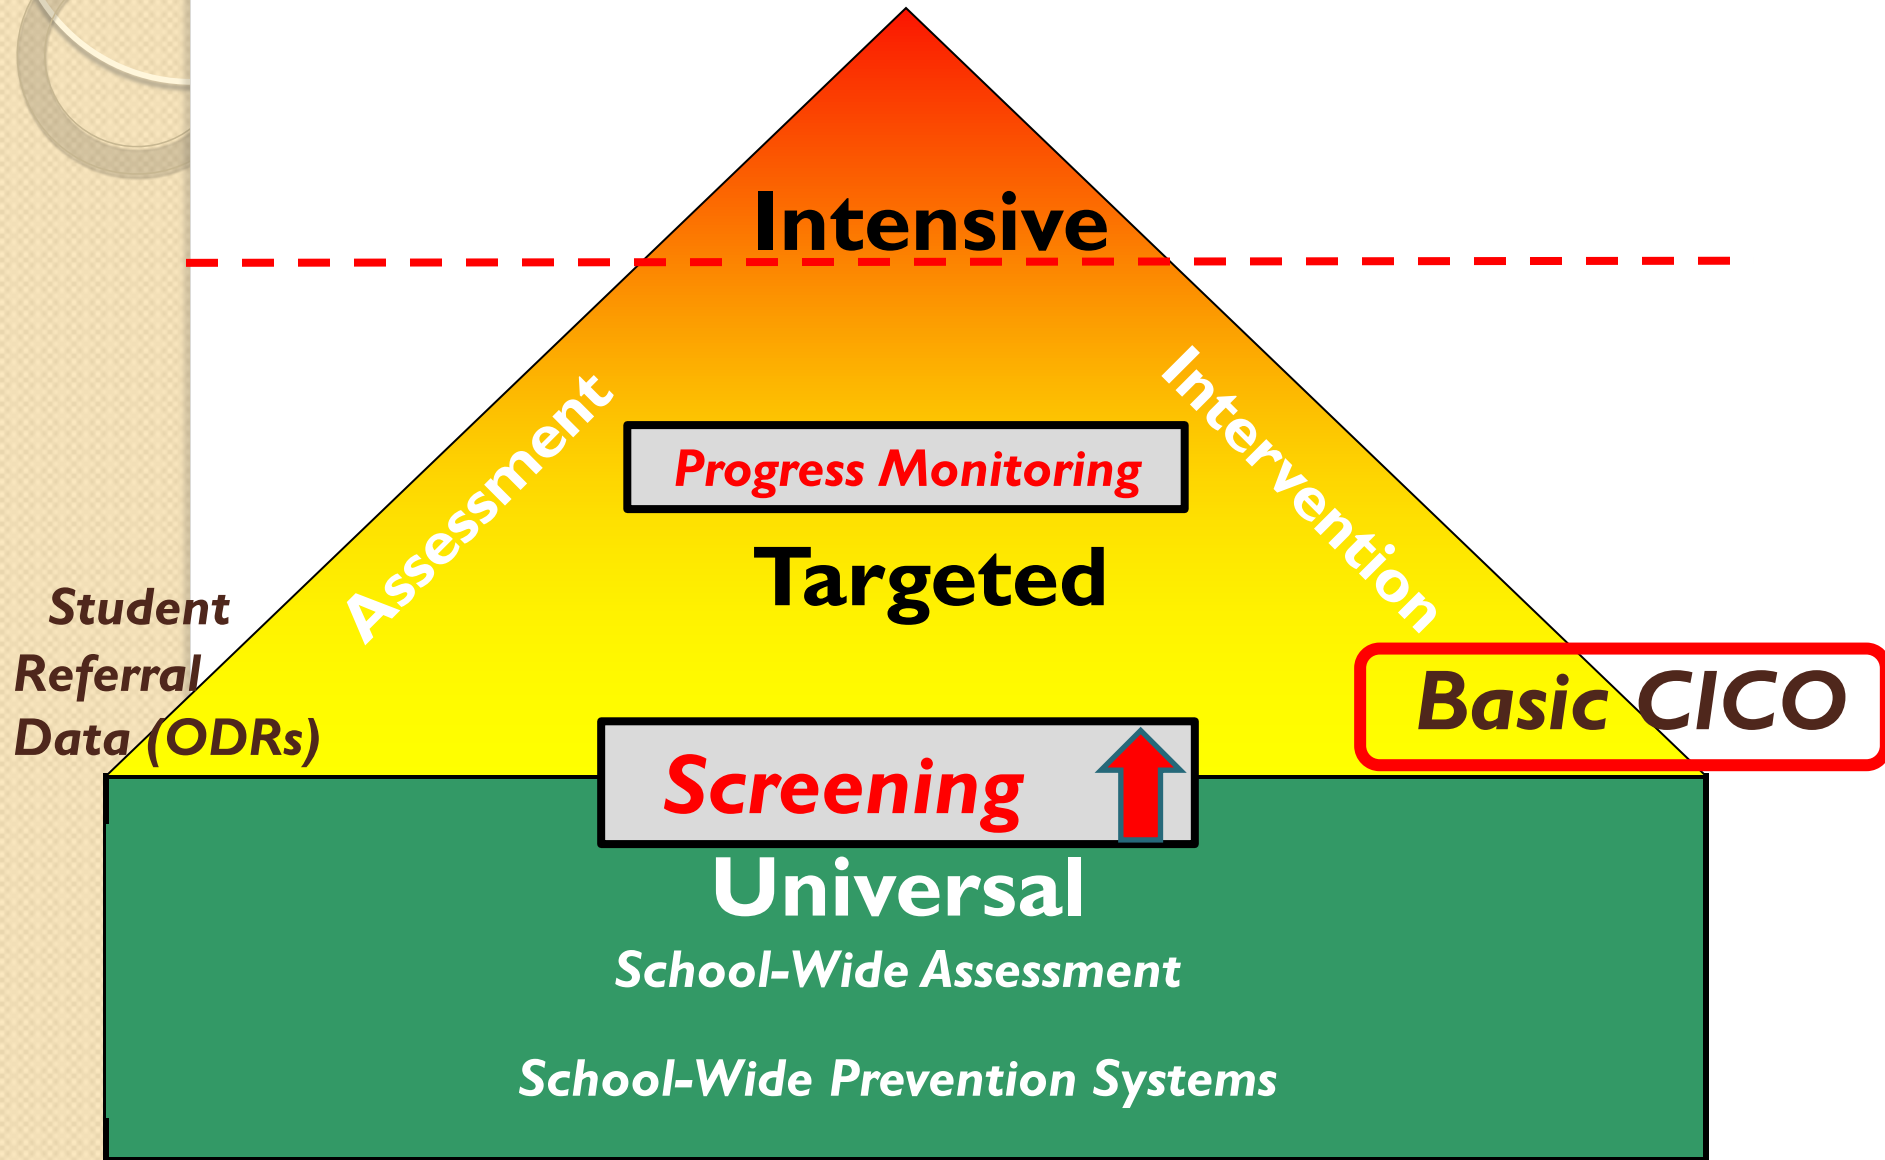 Intensive
Assessment
Intervention
Progress Monitoring
Targeted
Student
Referral
Data (ODRs)
Basic CICO
Screening
Universal
School-Wide Assessment
School-Wide Prevention Systems